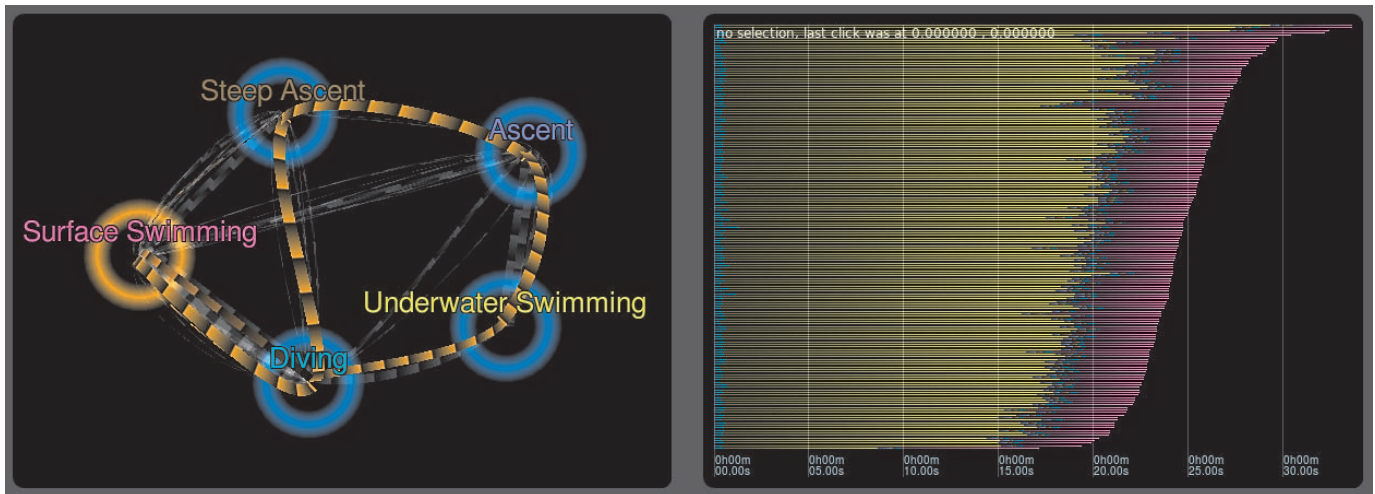 Steep Ascent
Ascent
Surface Swimming
Underwater Swimming
Diving
no selection, last click was at 0.000000 , 0.000000
0h00m 0h00m 0h00m 0h00m 0h00m 0h00m 0h00m
00.00s 05.00s 10.00s 15.00s 20.00s 25.00s 30.00s